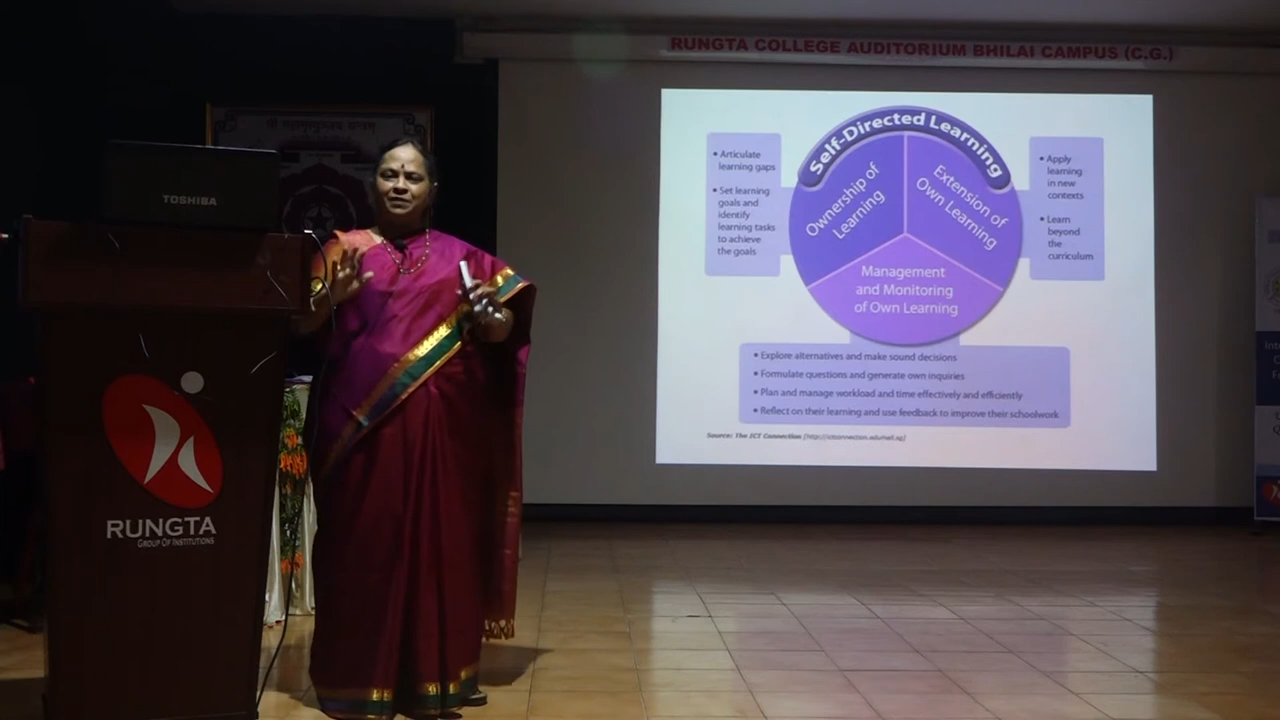 RUNGTA COLLEGE AUDITORIUM BHILAI CAMPUS (C.G.)
TOSHIBA
RUNGTA
GROUP OF INSTITUTIONS
Self-Directed Learning
• Articulate
learning gaps
• Set learning
goals and
identify
learning tasks
to achieve
the goals
Ownership of
Learning
Extension of
Own Learning
• Apply
learning
in new
contexts
• Learn
beyond
the
curriculum
Management
and Monitoring
of Own Learning
• Explore alternatives and make sound decisions
• Formulate questions and generate own inquiries
• Plan and manage workload and time effectively and efficiently
• Reflect on their learning and use feedback to improve their schoolwork
Source: The ICT Connection